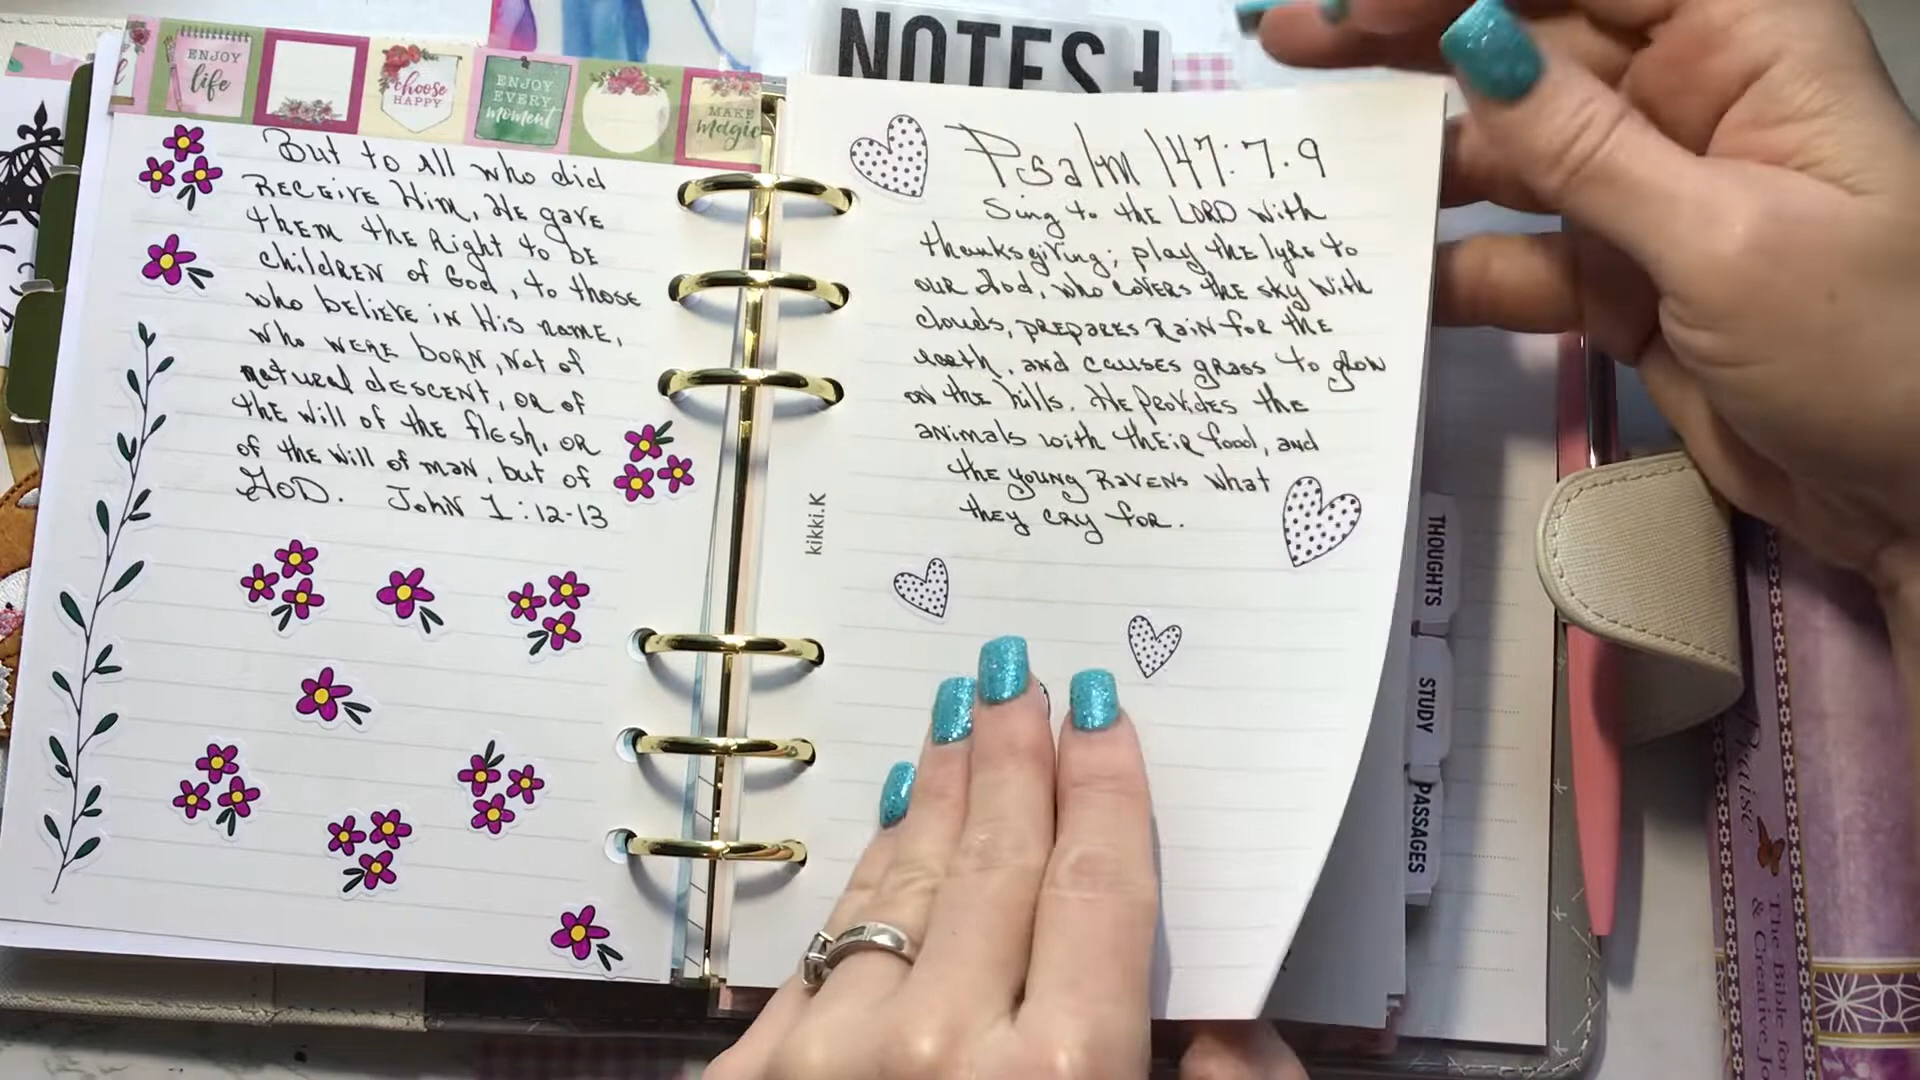 NOTES
ENJOY
life
choose
HAPPY
ENJOY
EVERY
moment
MAKE
magic
But to all who did
RECEIVE Him, HE gave
them the Right to be
children of God, to those
who believe in His name,
who were born, not of
natural descent, or of
the will of the flesh, or
of the will of man, but of
GOD. John 1:12-13
Psalm 147:7-9
Sing to the LORD with
thanksgiving; play the lyre to
our God, who covers the sky with
clouds, prepares rain for the
earth, and causes grass to grow
on the hills. He provides the
animals with their food, and
the young ravens what
they cry for.
kikki.K
THOUGHTS
STUDY
PASSAGES
Praise
The Bible for
& Creative